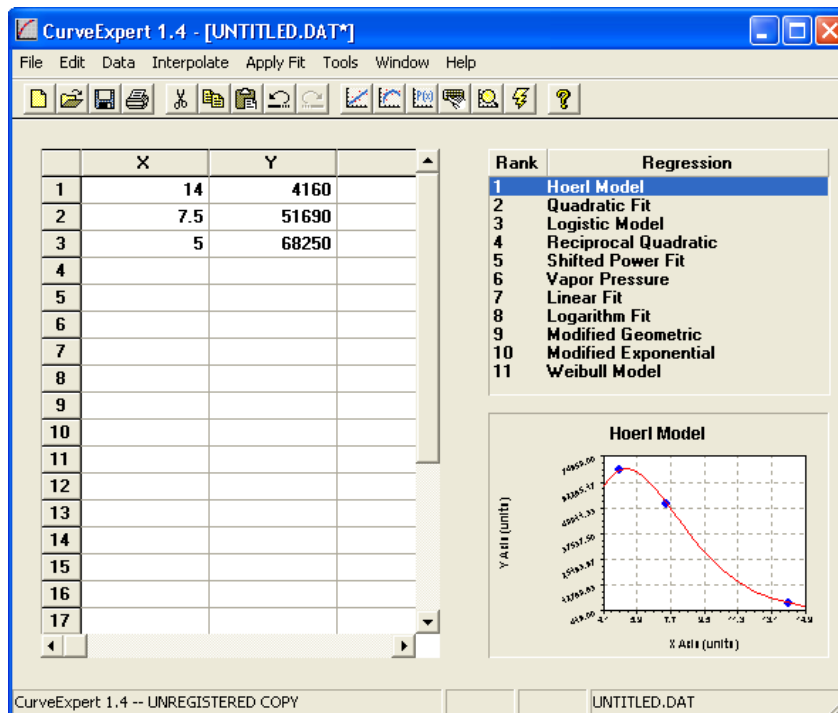 CurveExpert 1.4 - [UNTITLED.DAT*]
File Edit Data Interpolate Apply Fit Tools Window Help
P(x)
X Y
1 14 4160
2 7.5 51690
3 5 68250
4
5
6
7
8
9
10
11
12
13
14
15
16
17
Rank Regression
1 Hoerl Model
2 Quadratic Fit
3 Logistic Model
4 Reciprocal Quadratic
5 Shifted Power Fit
6 Vapor Pressure
7 Linear Fit
8 Logarithm Fit
9 Modified Geometric
10 Modified Exponential
11 Weibull Model
Hoerl Model
Y Axis (units)
X Axis (units)
CurveExpert 1.4 -- UNREGISTERED COPY
UNTITLED.DAT